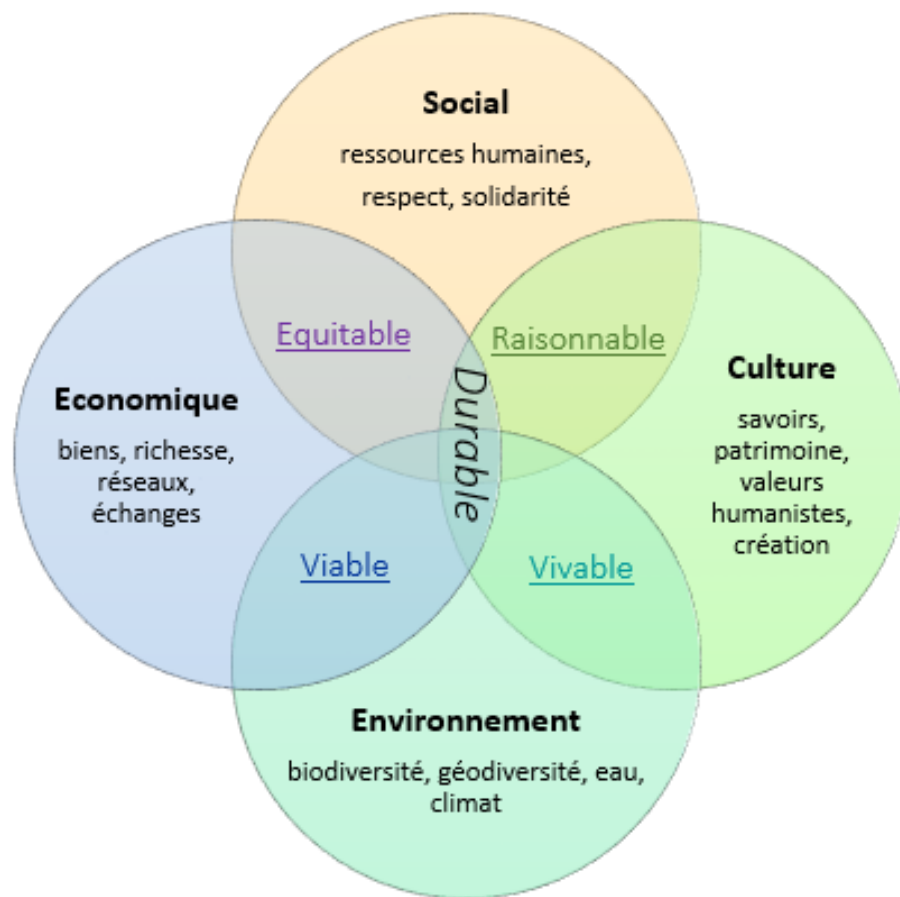 Social
ressources humaines,
respect, solidarité
Equitable
Raisonnable
Economique
biens, richesse,
réseaux,
échanges
Durable
Culture
savoirs,
patrimoine,
valeurs
humanistes,
création
Viable
Vivable
Environnement
biodiversité, géodiversité, eau,
climat